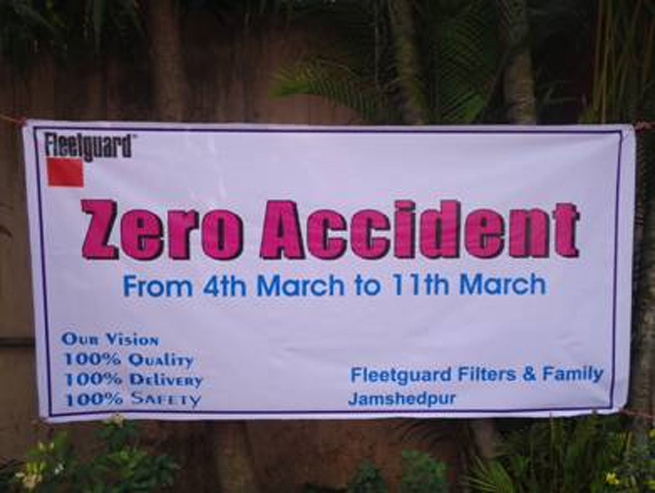 Fleetguard
Zero Accident
From 4th March to 11th March
Our Vision
100% Quality
100% Delivery
100% Safety
Fleetguard Filters & Family
Jamshedpur